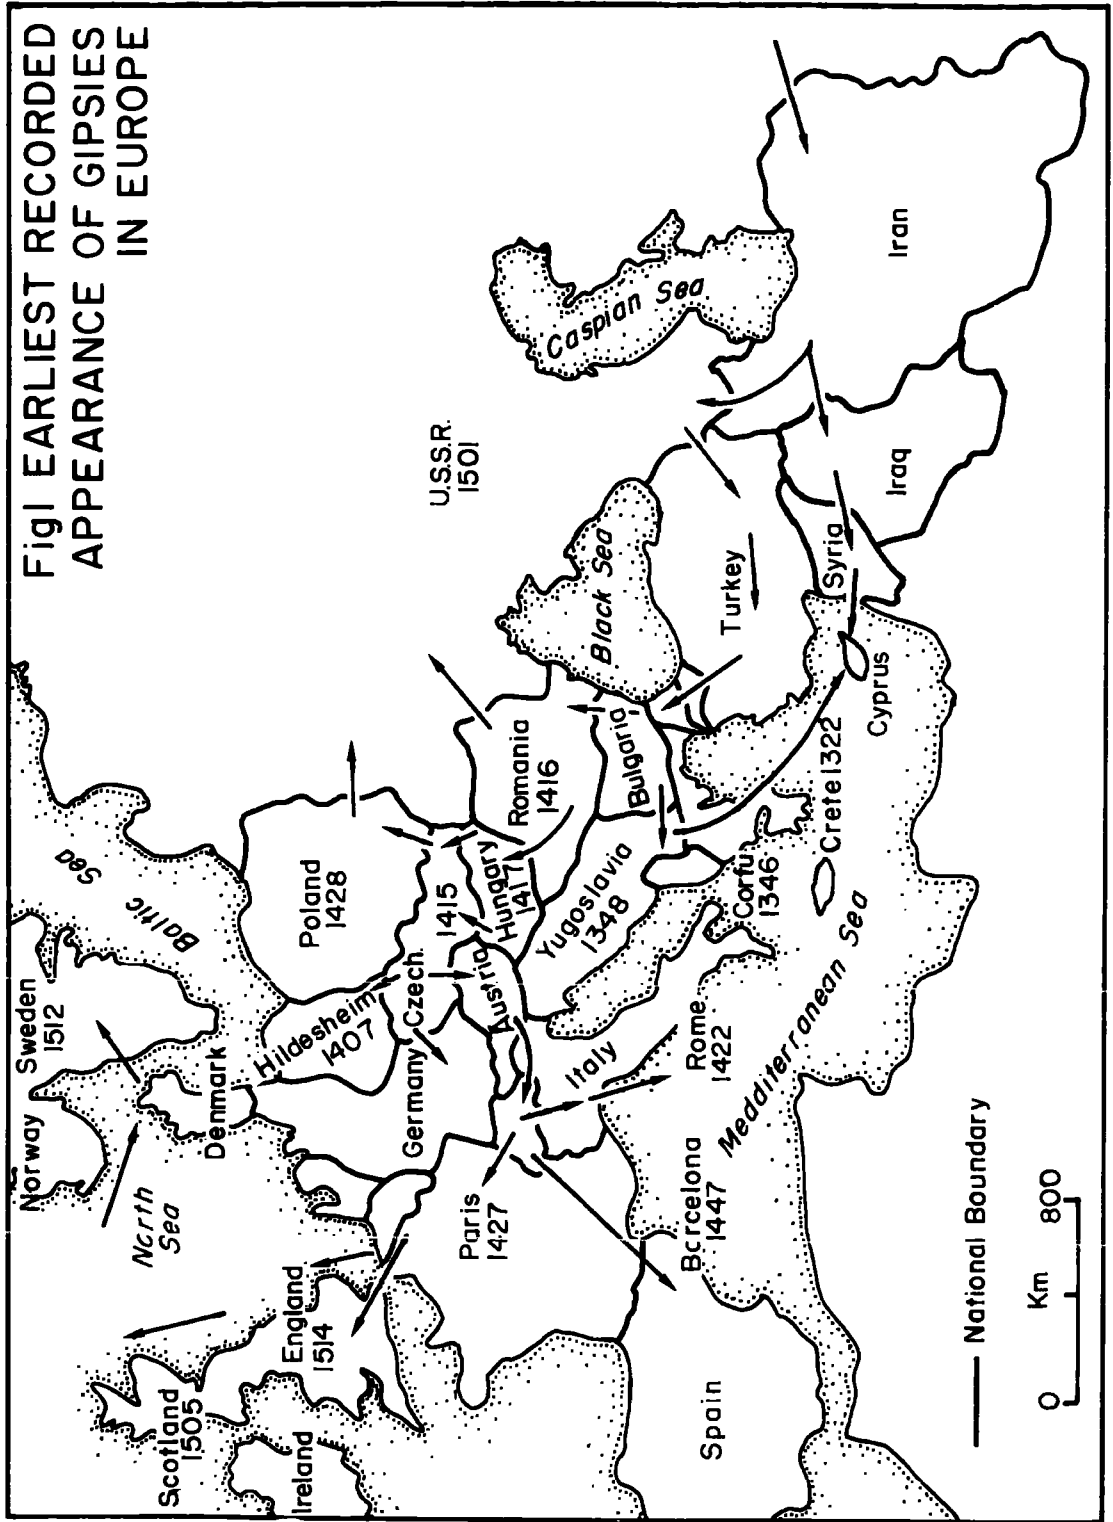 Fig1 EARLIEST RECORDED
APPEARANCE OF GIPSIES
IN EUROPE
Norway
Sweden
1512
Baltic
Sea
North
Sea
Denmark
Scotland
1505
Ireland
England
1514
Hildesheim
1407
Poland
1428
Germany
Czech.
1415
U.S.S.R.
1501
Paris
1427
Austria
Hungary
1417
Romania
1416
Caspian Sea
Black Sea
Italy
Yugoslavia
1348
Bulgaria
Spain
Barcelona
1447
Rome
1422
Corfu
1346
Turkey
Crete 1322
Cyprus
Syria
Iraq
Iran
Medditerranean Sea
National Boundary
Km
0
800